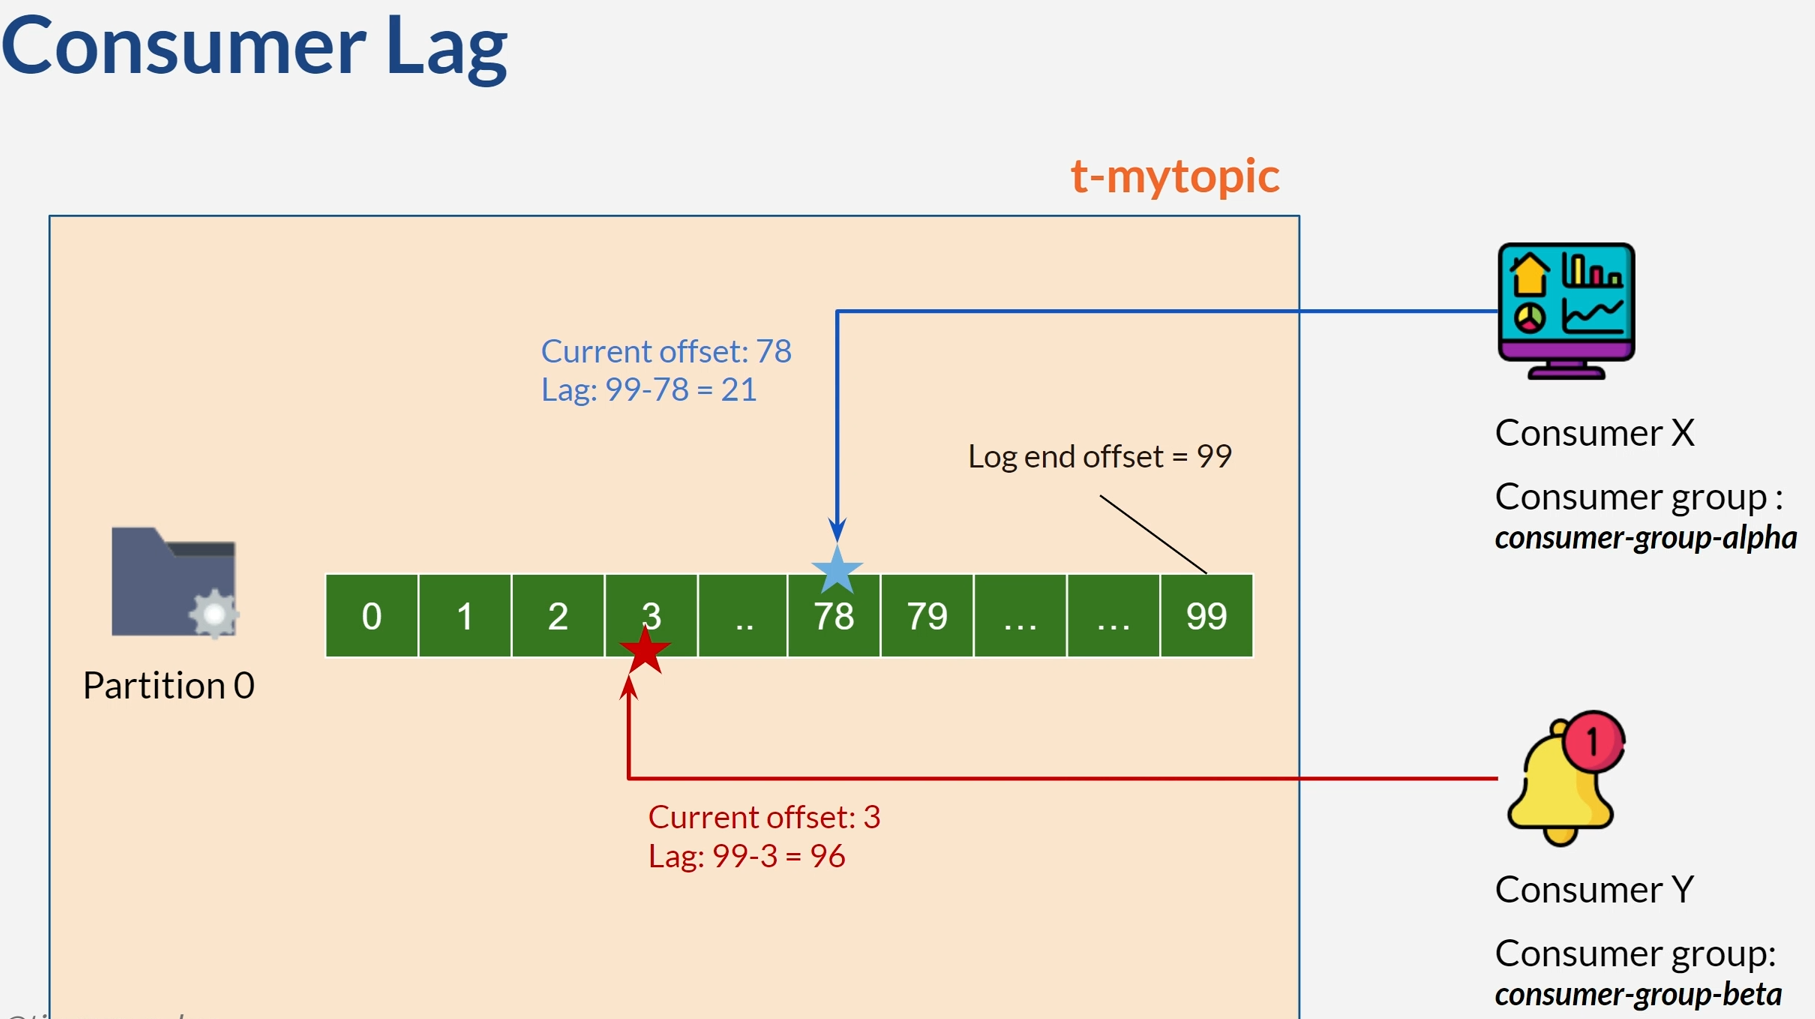 Consumer Lag
t-mytopic
Current offset: 78
Lag: 99-78 = 21
Log end offset = 99
Consumer X
Consumer group :
consumer-group-alpha
0 1 2 3 .. 78 79 ... ... 99
Partition 0
1
Current offset: 3
Lag: 99-3 = 96
Consumer Y
Consumer group:
consumer-group-beta